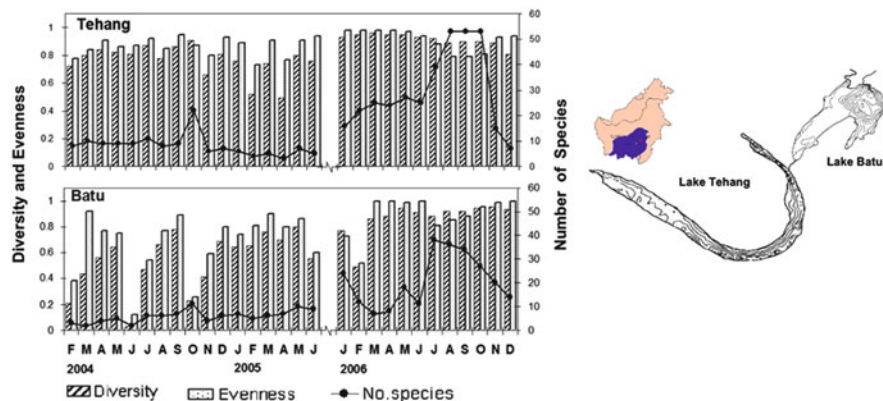 Tehang
Diversity and Evenness
1
0.8
0.6
0.4
0.2
0
60
50
40
30
20
10
0
Number of Species
Batu
1
0.8
0.6
0.4
0.2
0
60
50
40
30
20
10
0
F M A M J J A S O N D J F M A M J J F M A M J J A S O N D
2004 2005 2006
Diversity Evenness No.species
Lake Tehang
Lake Batu